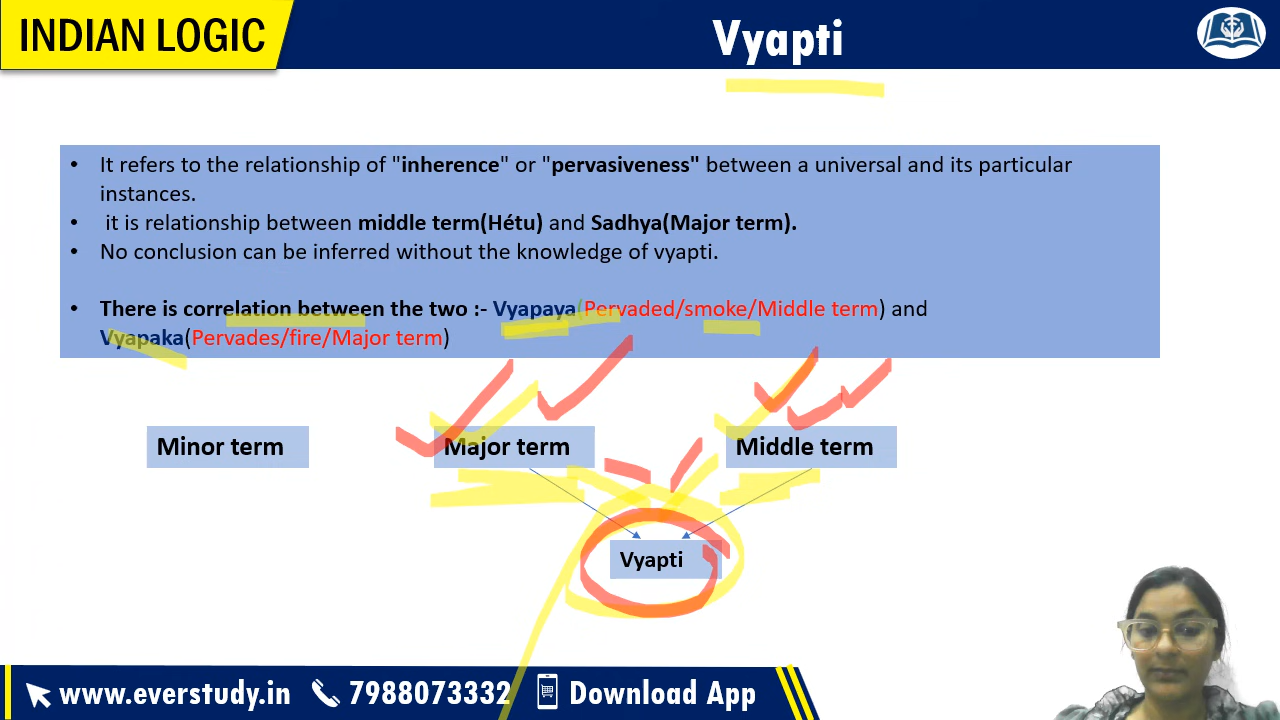 INDIAN LOGIC
Vyapti
• It refers to the relationship of "inherence" or "pervasiveness" between a universal and its particular
instances.
• it is relationship between middle term(Hétu) and Sadhya(Major term).
• No conclusion can be inferred without the knowledge of vyapti.
• There is correlation between the two :- Vyapaya(Pervaded/smoke/Middle term) and
Vyapaka(Pervades/fire/Major term)
Minor term
Major term
Middle term
Vyapti
www.everstudy.in
7988073332
Download App